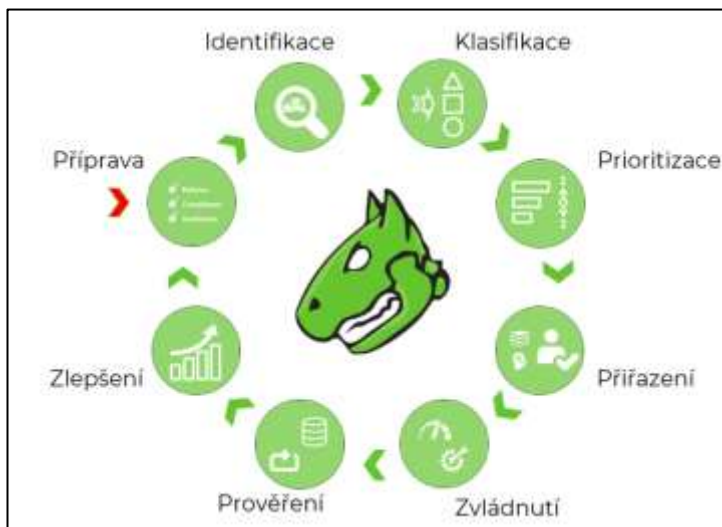 Identifikace
Klasifikace
Příprava
Prioritizace
Zlepšení
Přiřazení
Prověření
Zvládnutí